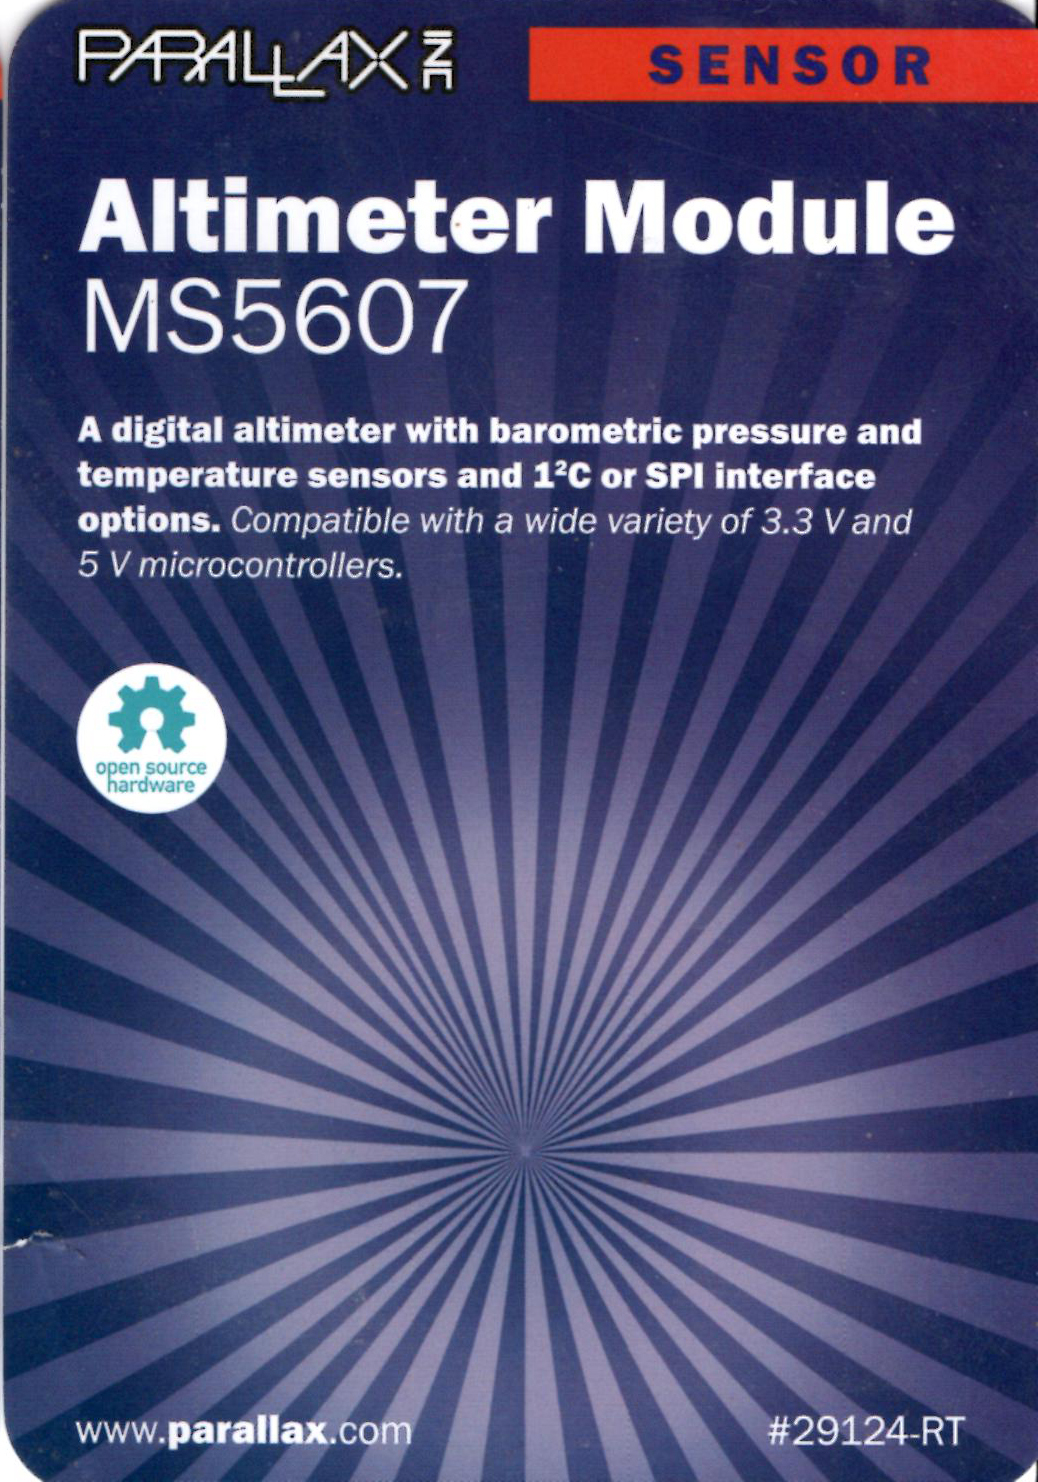 PARALLAX INC
SENSOR
Altimeter Module
MS5607
A digital altimeter with barometric pressure and
temperature sensors and 1²C or SPI interface
options. Compatible with a wide variety of 3.3 V and
5 V microcontrollers.
open source
hardware
www.parallax.com
#29124-RT